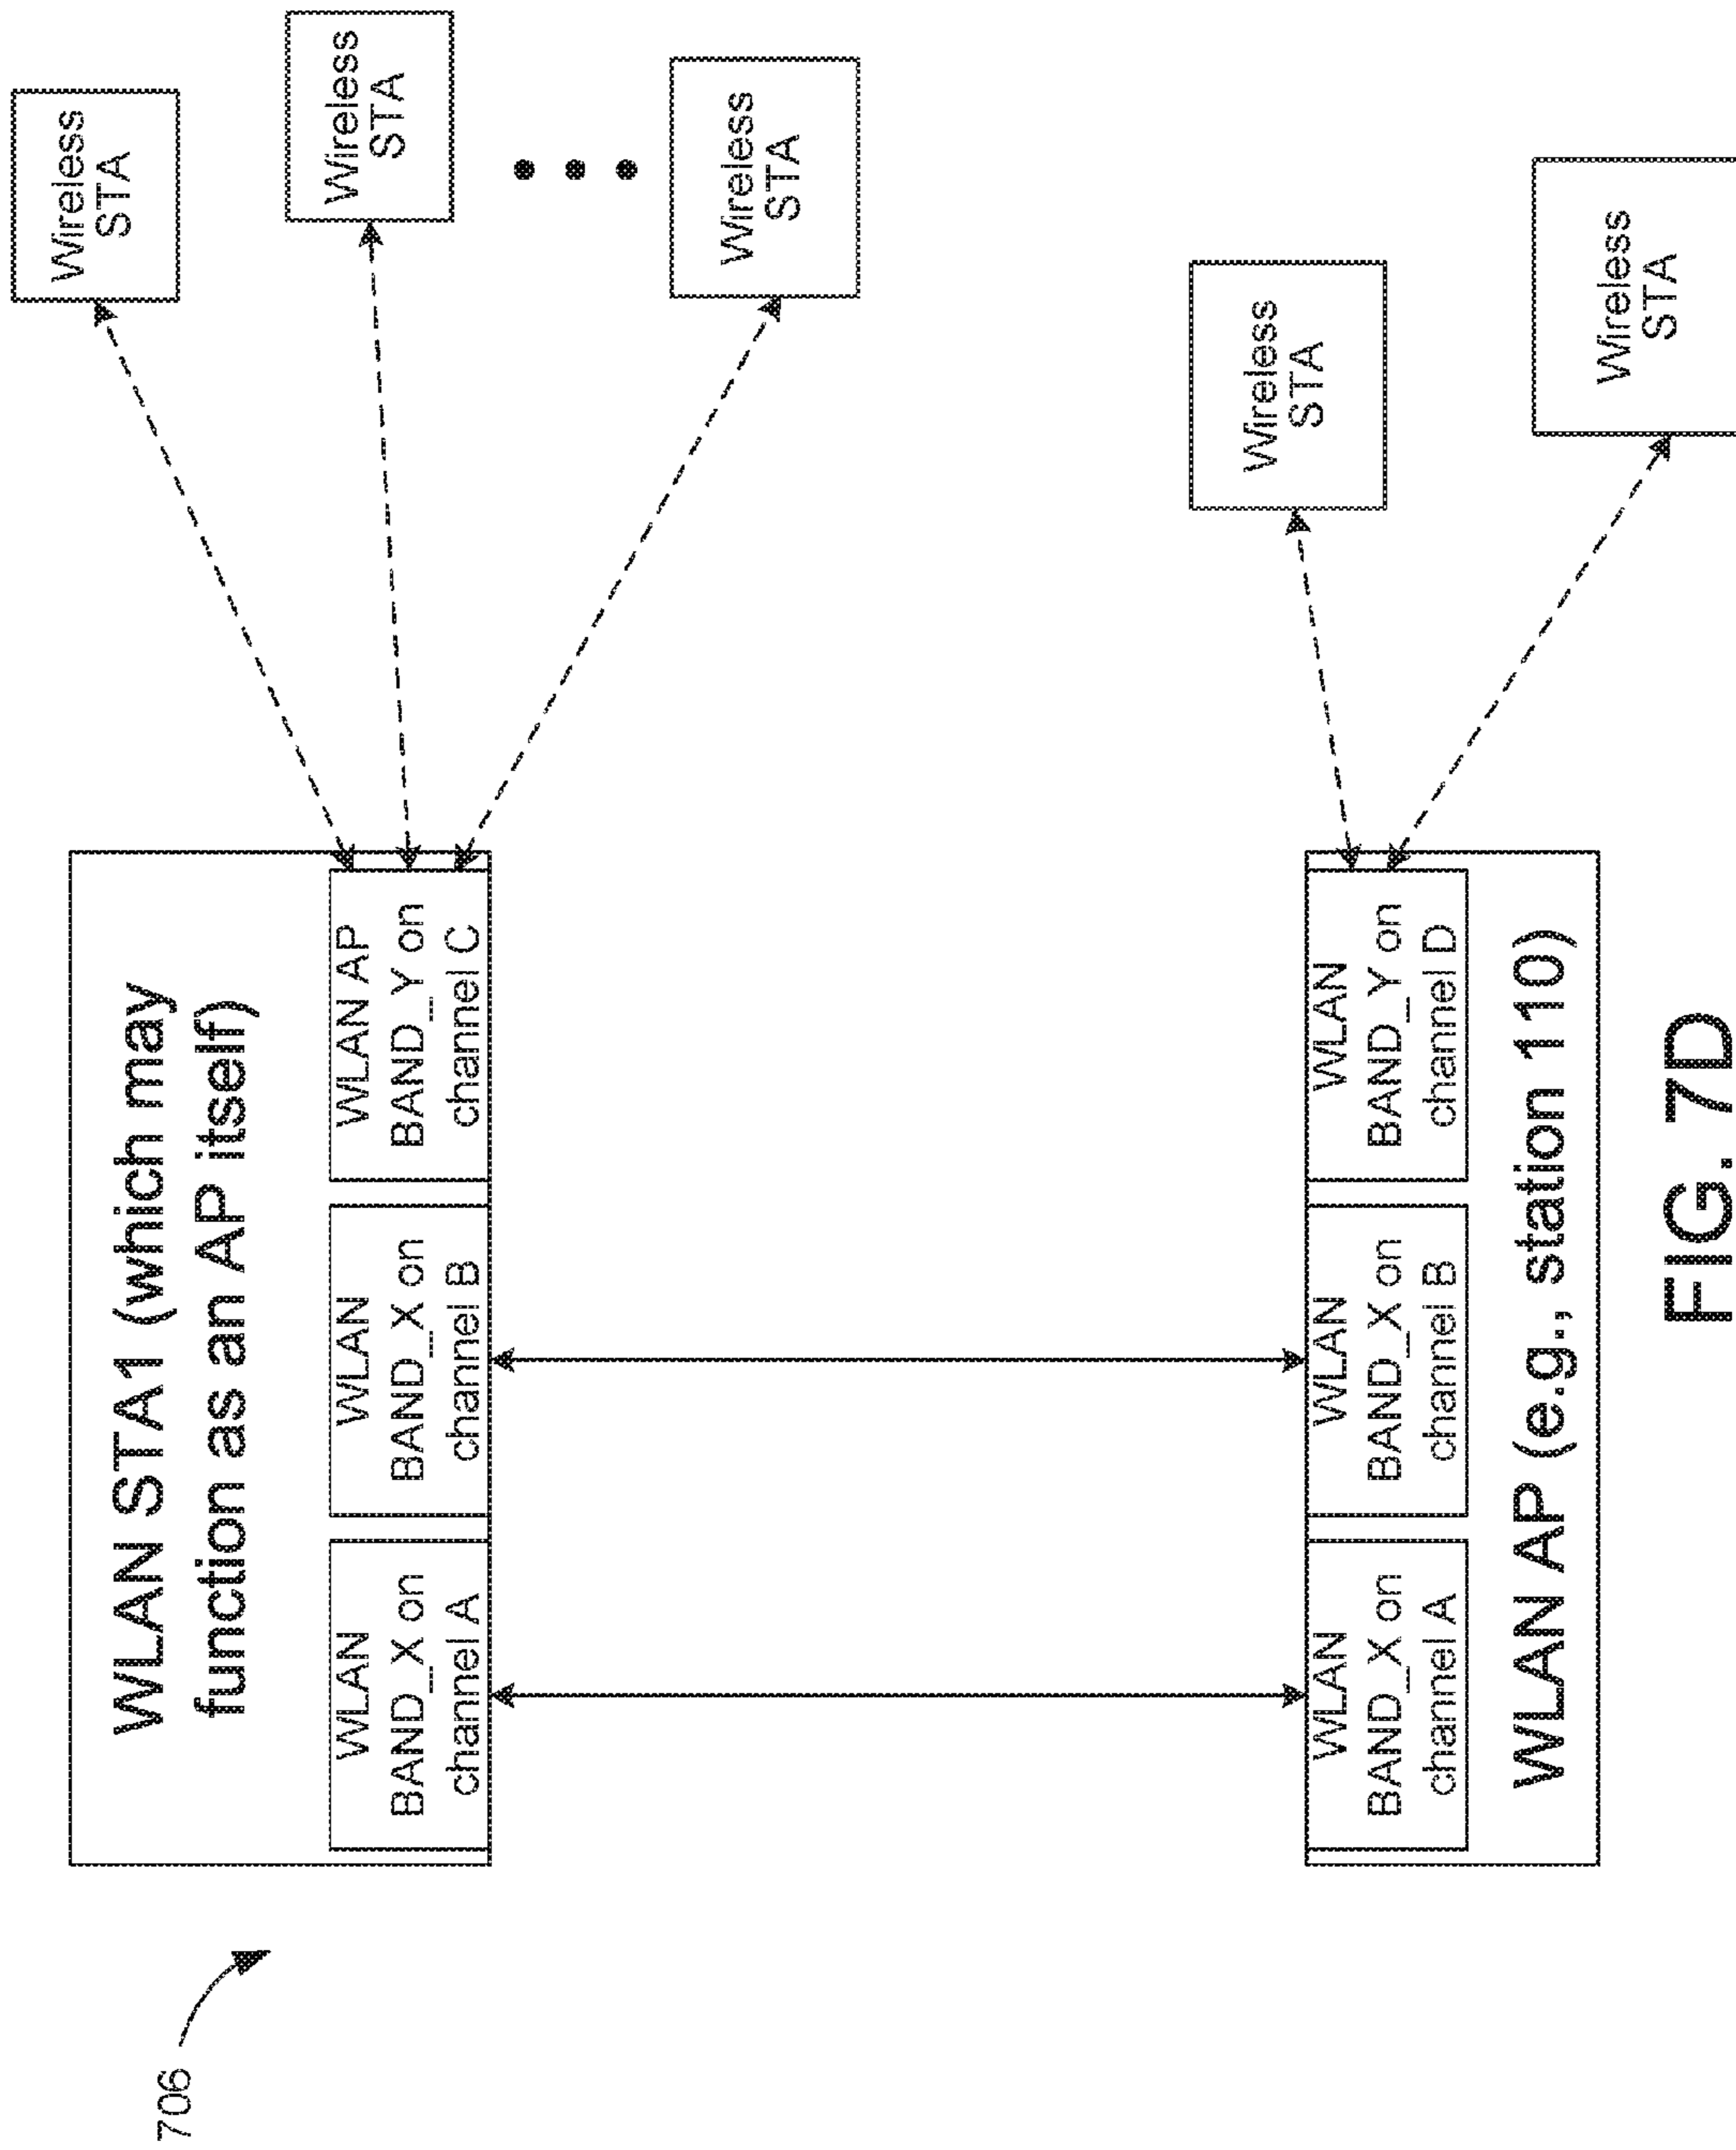 706
WLAN STA1 (which may
function as an AP itself)
WLAN
BAND_X on
channel A
WLAN
BAND_X on
channel B
WLAN AP
BAND_Y on
channel C
Wireless
STA
Wireless
STA
Wireless
STA
WLAN
BAND_X on
channel A
WLAN
BAND_X on
channel B
WLAN
BAND_Y on
channel D
WLAN AP (e.g., station 110)
Wireless
STA
Wireless
STA
FIG. 7D